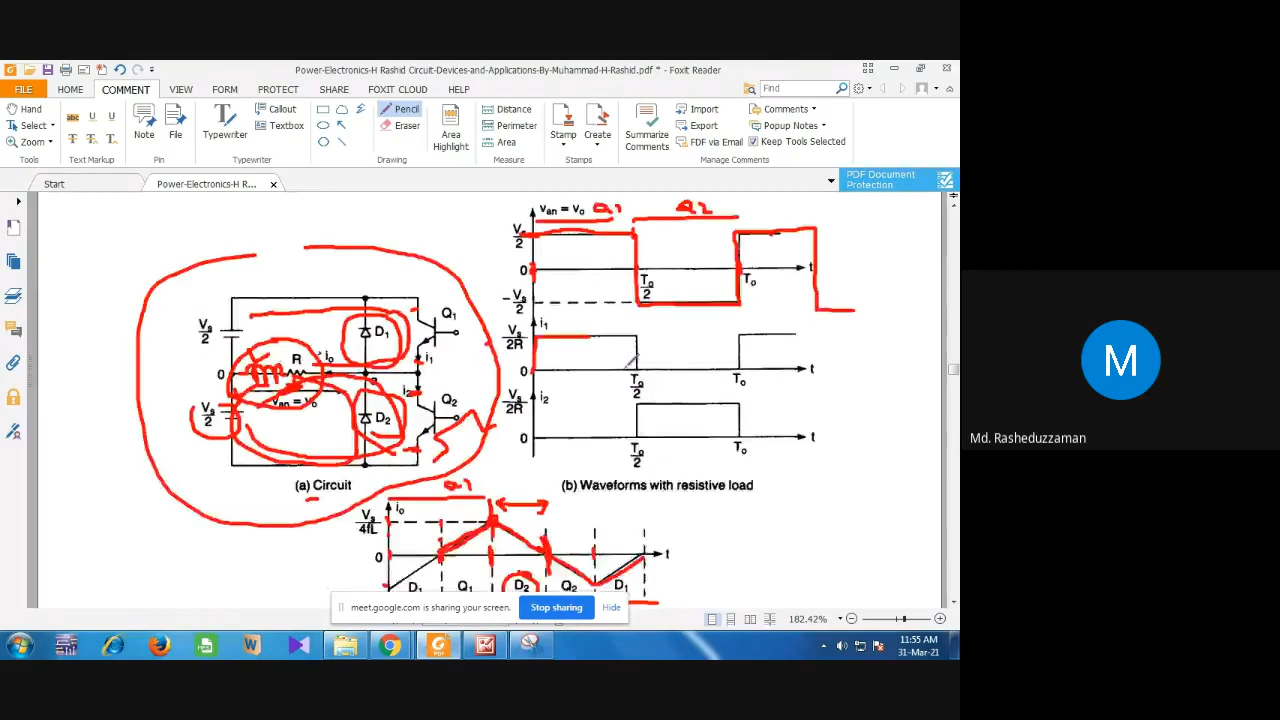 Power-Electronics-H Rashid Circuit-Devices-and-Applications-By-Muhammad-H-Rashid.pdf * - Foxit Reader
FILE HOME COMMENT VIEW FORM PROTECT SHARE FOXIT CLOUD HELP
Find
Hand
Select
Zoom
Tools
Text Markup
Note
File
Pin
Typewriter
Callout
Textbox
Typewriter
Pencil
Eraser
Drawing
Area
Highlight
Distance
Perimeter
Area
Measure
Stamp
Create
Stamps
Summarize
Comments
Import
Export
FDF via Email
Comments
Popup Notes
Keep Tools Selected
Manage Comments
Start
Power-Electronics-H R...
PDF Document
Protection
Vs/2
0
Vs/2
R
io
D1
Q1
i1
i2
a
van = vo
D2
Q2
(a) Circuit
van = vo
Q1
Q2
Vs/2
0
-Vs/2
To/2
To
t
Vs/2R
i1
0
To/2
To
t
Vs/2R
i2
0
To/2
To
t
(b) Waveforms with resistive load
Q1
io
Vs/4fL
0
t
D1 Q1 D2 Q2 D1
meet.google.com is sharing your screen.
Stop sharing
Hide
182.42%
11:55 AM
31-Mar-21
M
Md. Rasheduzzaman